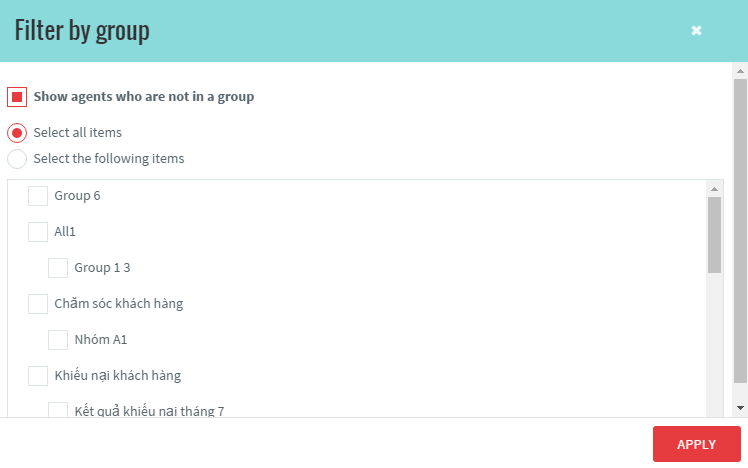 Filter by group
Show agents who are not in a group
Select all items
Select the following items
Group 6
All1
Group 1 3
Chăm sóc khách hàng
Nhóm A1
Khiếu nại khách hàng
Kết quả khiếu nại tháng 7
APPLY